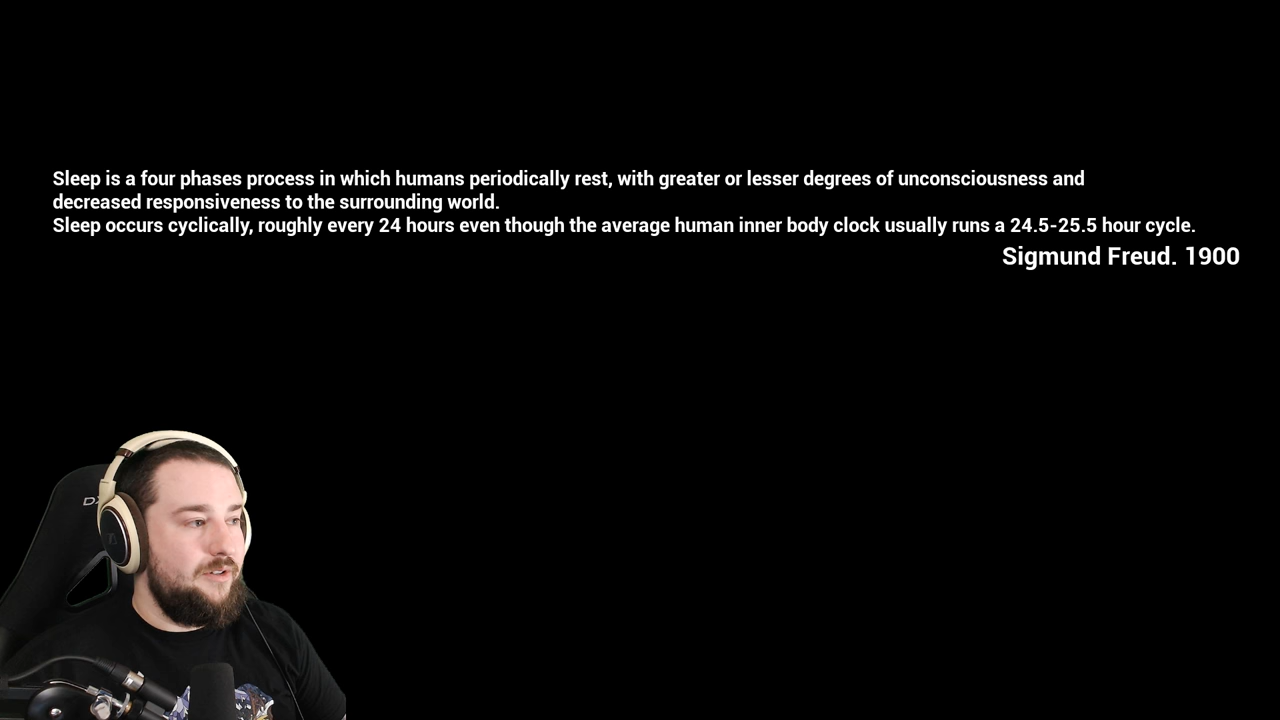 Sleep is a four phases process in which humans periodically rest, with greater or lesser degrees of unconsciousness and
decreased responsiveness to the surrounding world.
Sleep occurs cyclically, roughly every 24 hours even though the average human inner body clock usually runs a 24.5-25.5 hour cycle.
Sigmund Freud. 1900